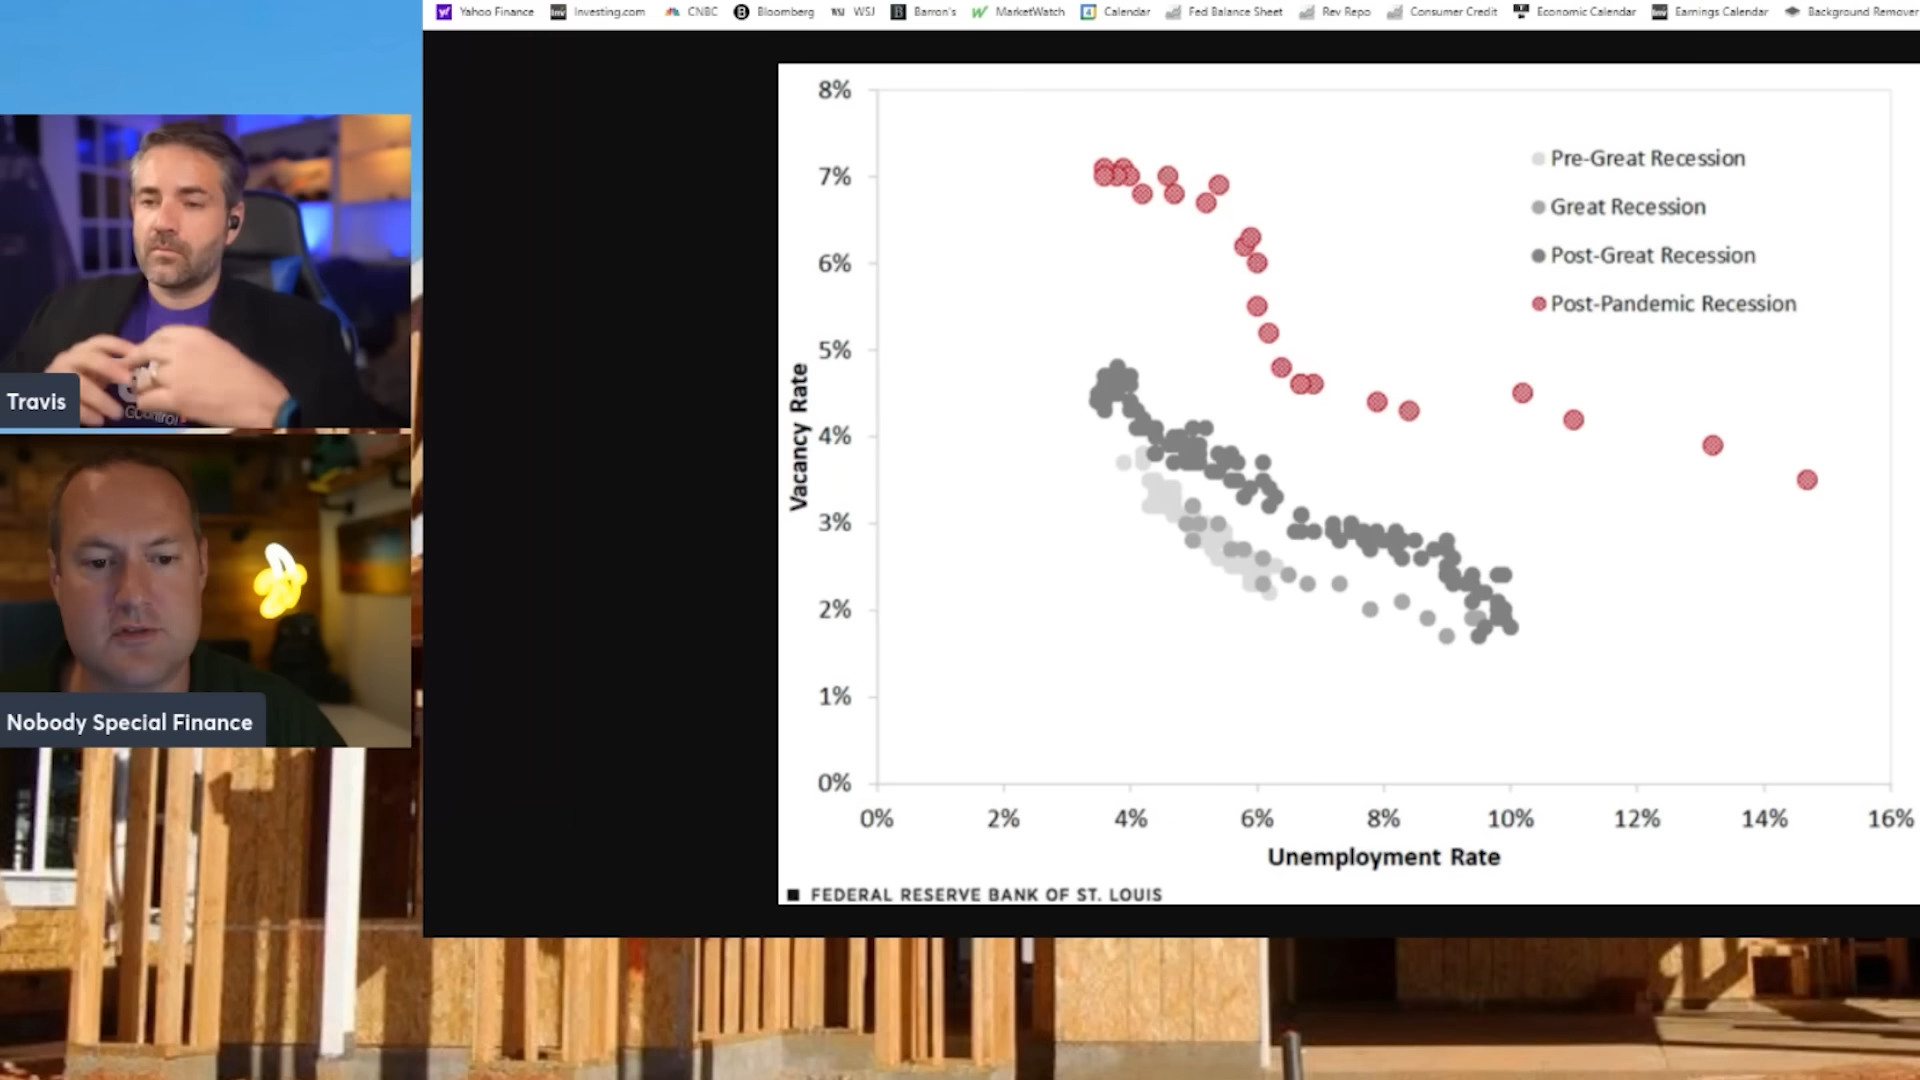 Yahoo Finance Investing.com CNBC Bloomberg WSJ Barron's MarketWatch Calendar Fed Balance Sheet Rev Repo Consumer Credit Economic Calendar Earnings Calendar Background Remover
8%
7%
6%
5%
4%
3%
2%
1%
0%
Vacancy Rate
Pre-Great Recession
Great Recession
Post-Great Recession
Post-Pandemic Recession
0% 2% 4% 6% 8% 10% 12% 14% 16%
Unemployment Rate
FEDERAL RESERVE BANK OF ST. LOUIS
Travis
Nobody Special Finance